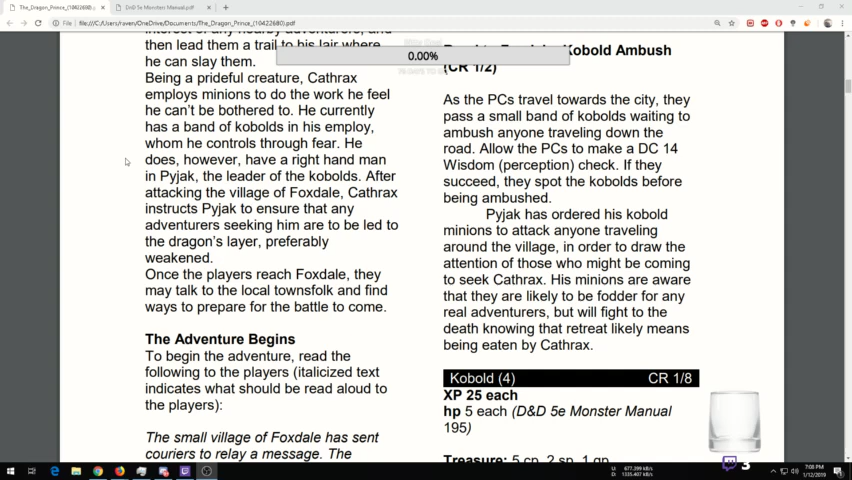 The_Dragon_Prince_(10422680).pdf
DnD 5e Monsters Manual.pdf
File
file:///C:/Users/raven/OneDrive/Documents/The_Dragon_Prince_(10422680).pdf
0.00%
then lead them a trail to his lair where
he can slay them.
Being a prideful creature, Cathrax
employs minions to do the work he feel
he can't be bothered to. He currently
has a band of kobolds in his employ,
whom he controls through fear. He
does, however, have a right hand man
in Pyjak, the leader of the kobolds. After
attacking the village of Foxdale, Cathrax
instructs Pyjak to ensure that any
adventurers seeking him are to be led to
the dragon's layer, preferably
weakened.
Once the players reach Foxdale, they
may talk to the local townsfolk and find
ways to prepare for the battle to come.
The Adventure Begins
To begin the adventure, read the
following to the players (italicized text
indicates what should be read aloud to
the players):
The small village of Foxdale has sent
couriers to relay a message. The
Kobold Ambush
(CR 1/2)
As the PCs travel towards the city, they
pass a small band of kobolds waiting to
ambush anyone traveling down the
road. Allow the PCs to make a DC 14
Wisdom (perception) check. If they
succeed, they spot the kobolds before
being ambushed.
Pyjak has ordered his kobold
minions to attack anyone traveling
around the village, in order to draw the
attention of those who might be coming
to seek Cathrax. His minions are aware
that they are likely to be fodder for any
real adventurers, but will fight to the
death knowing that retreat likely means
being eaten by Cathrax.
Kobold (4) CR 1/8
XP 25 each
hp 5 each (D&D 5e Monster Manual
195)
Treasure: 5 cp, 2 sp, 1 gp
3
U: 677.299 kB/s
D: 1335.407 kB/s
7:00 PM
1/12/2019